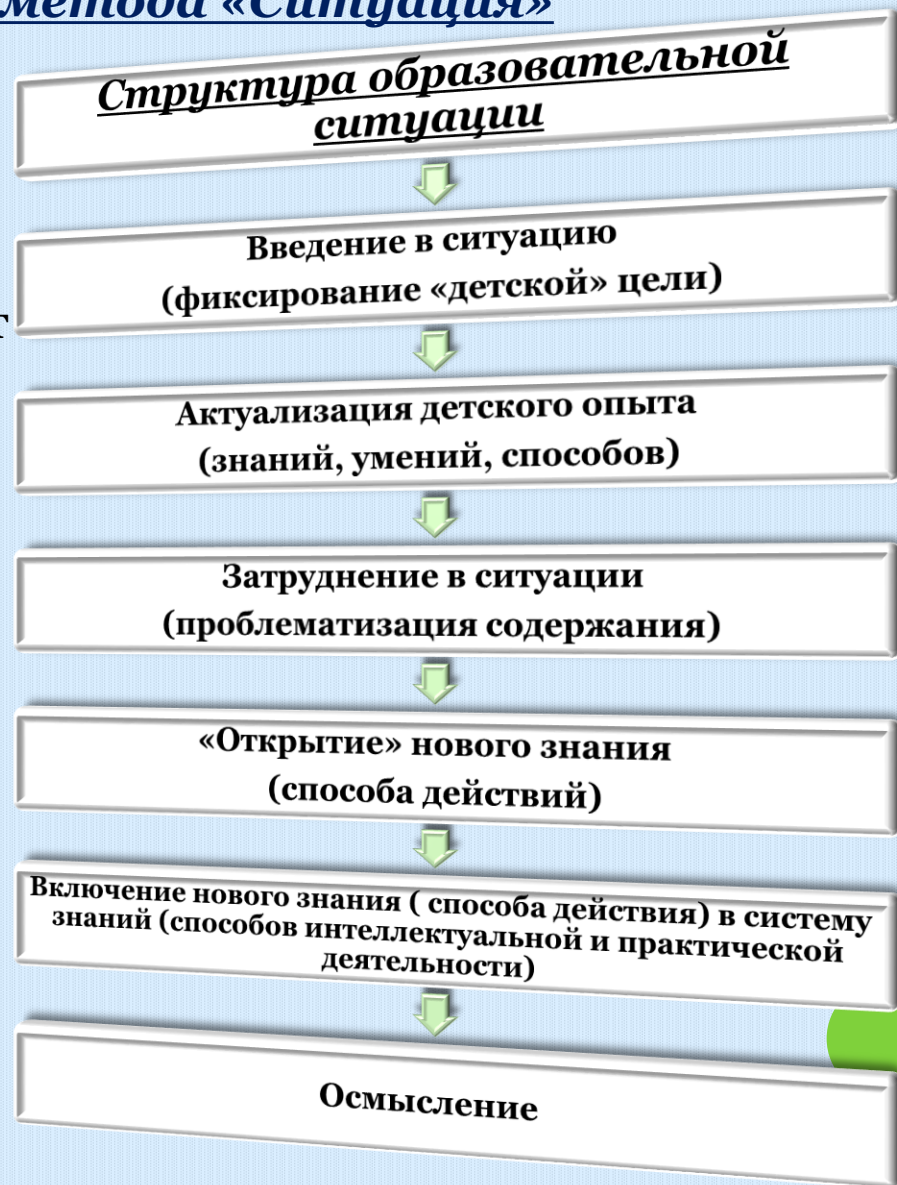 метода «Ситуация»
Структура образовательной
ситуации
Введение в ситуацию
(фиксирование «детской» цели)
т
Актуализация детского опыта
(знаний, умений, способов)
Затруднение в ситуации
(проблематизация содержания)
«Открытие» нового знания
(способа действий)
Включение нового знания ( способа действия) в систему
знаний (способов интеллектуальной и практической
деятельности)
Осмысление